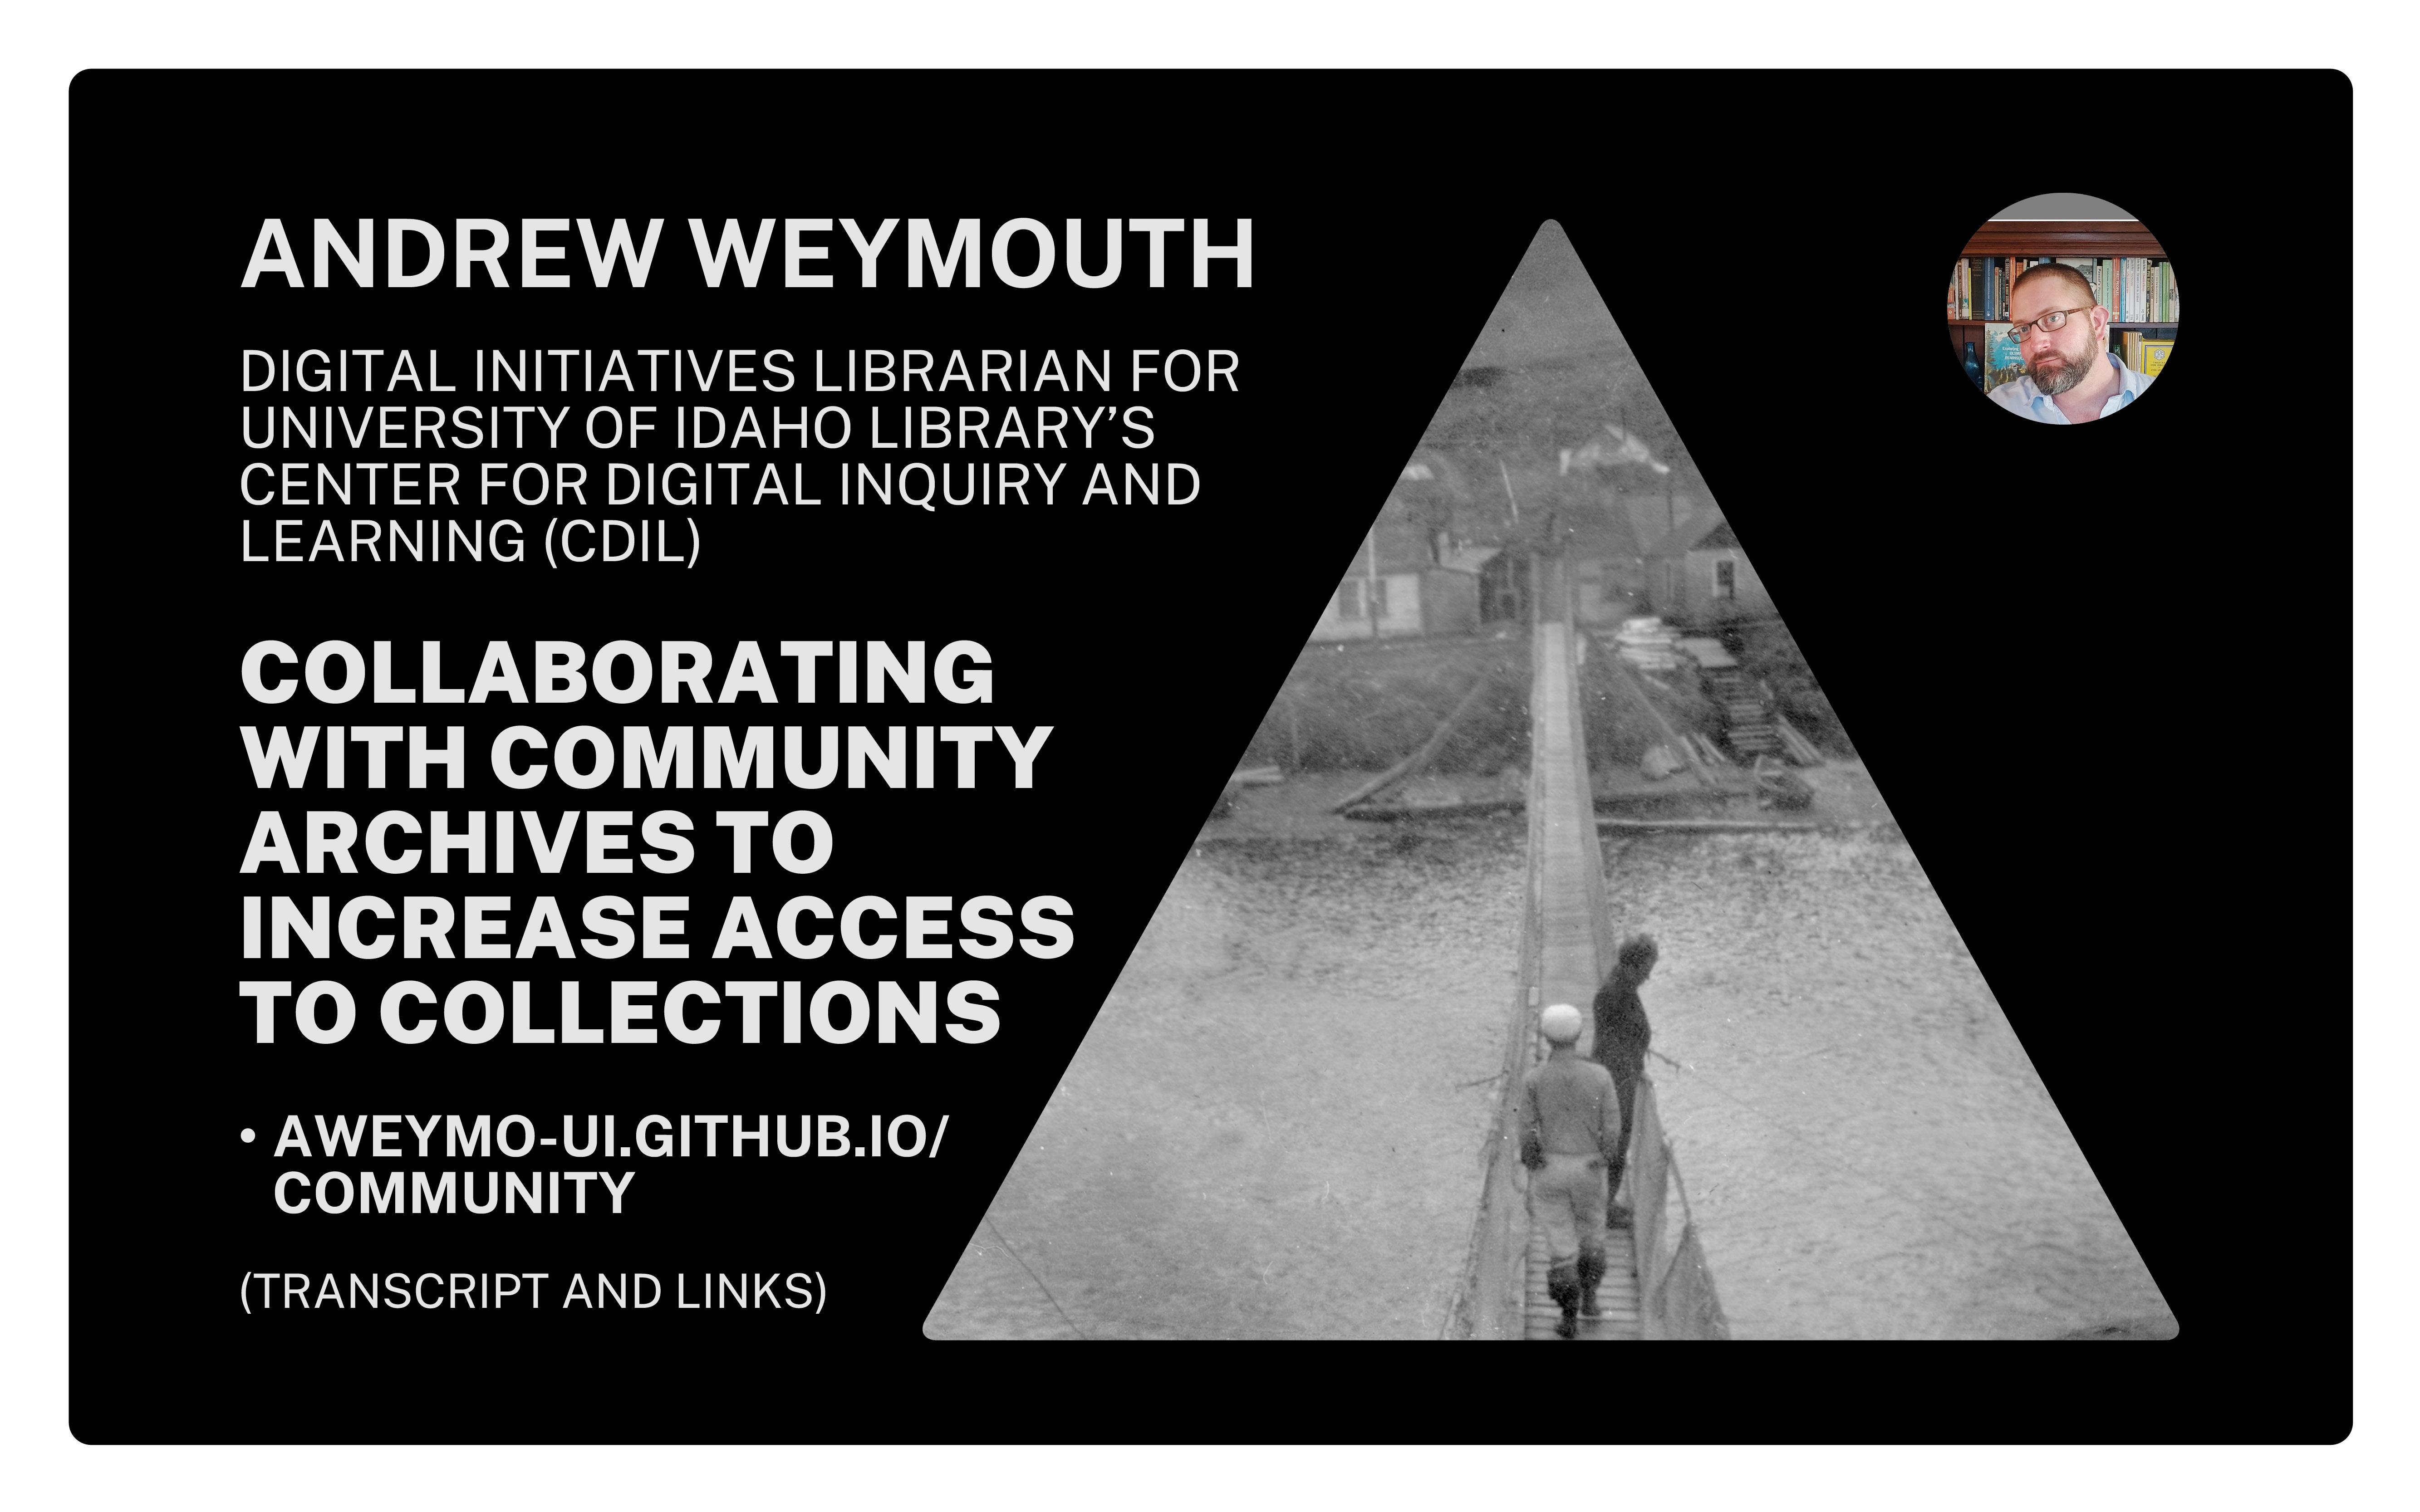 ANDREW WEYMOUTH
DIGITAL INITIATIVES LIBRARIAN FOR
UNIVERSITY OF IDAHO LIBRARY’S
CENTER FOR DIGITAL INQUIRY AND
LEARNING (CDIL)
COLLABORATING
WITH COMMUNITY
ARCHIVES TO
INCREASE ACCESS
TO COLLECTIONS
• AWEYMO-UI.GITHUB.IO/
COMMUNITY
(TRANSCRIPT AND LINKS)